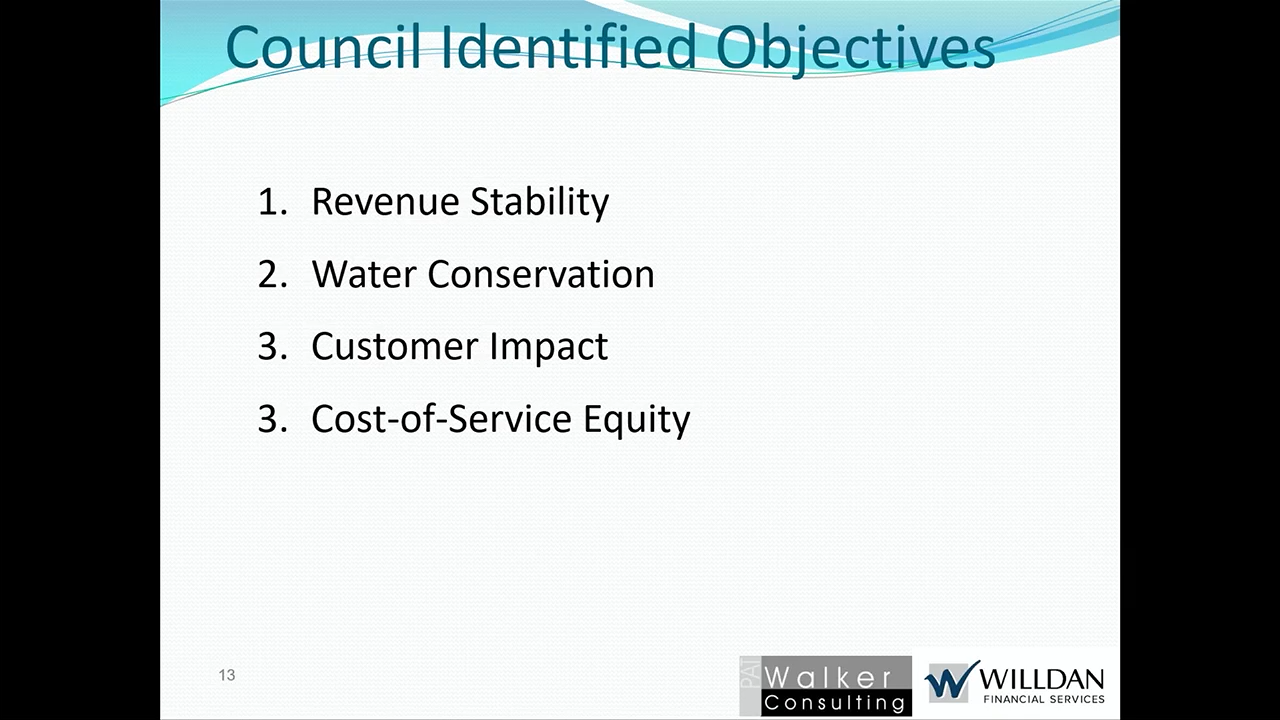 Council Identified Objectives
1. Revenue Stability
2. Water Conservation
3. Customer Impact
3. Cost-of-Service Equity
13
PAT Walker
Consulting
WILLDAN
FINANCIAL SERVICES